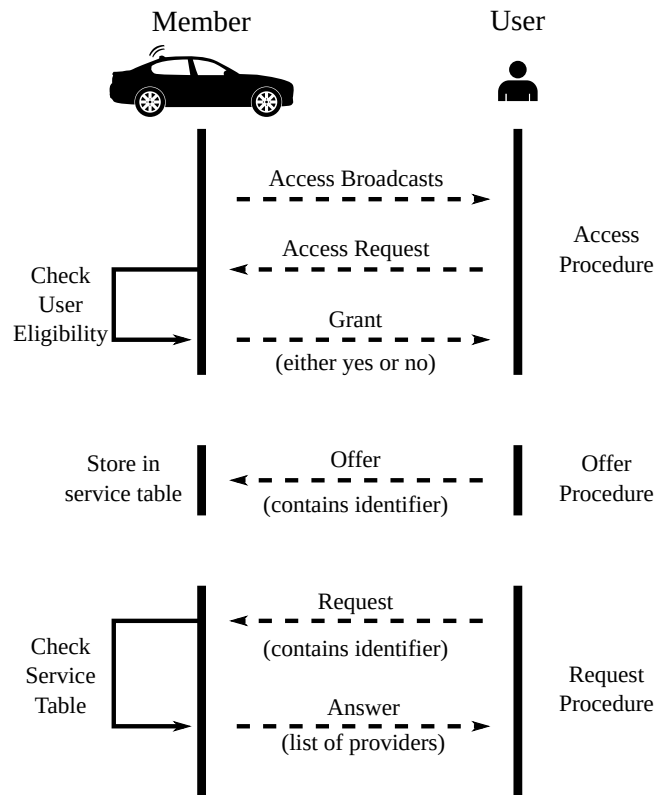 Member
User
Access Broadcasts
Access Request
Access
Procedure
Check
User
Eligibility
Grant
(either yes or no)
Store in
service table
Offer
(contains identifier)
Offer
Procedure
Request
(contains identifier)
Check
Service
Table
Request
Procedure
Answer
(list of providers)